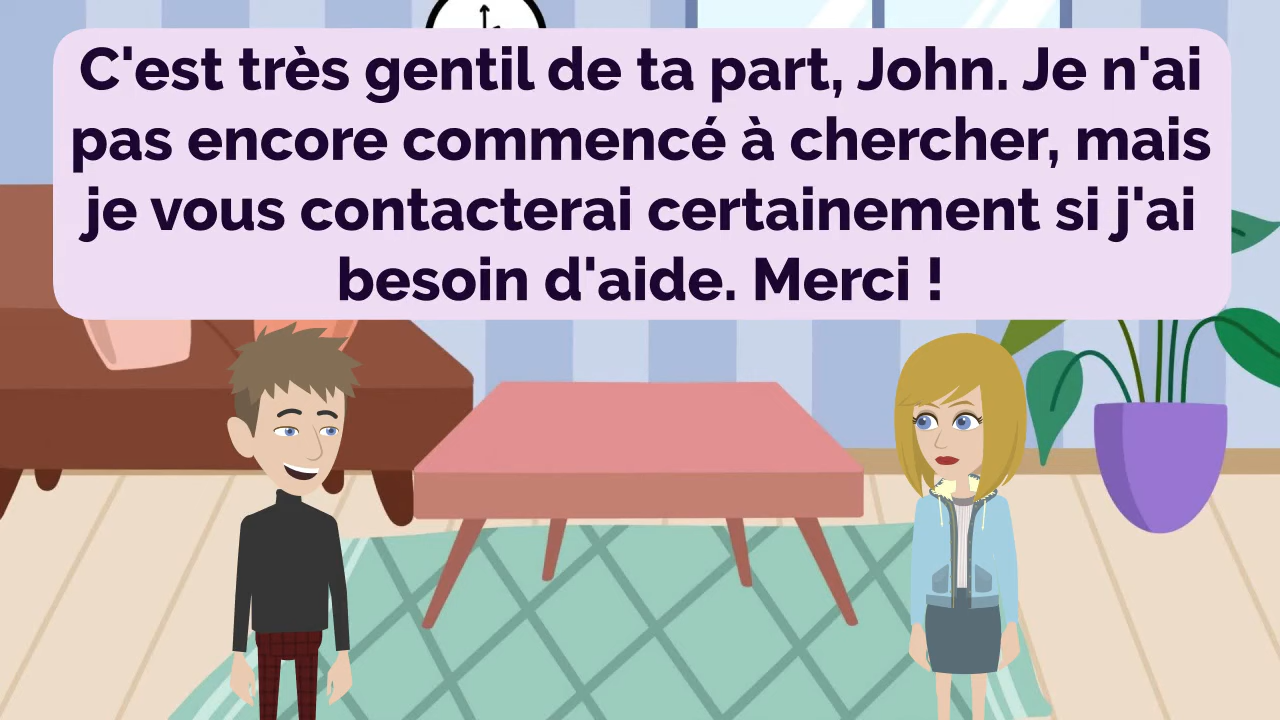 C'est très gentil de ta part, John. Je n'ai
pas encore commencé à chercher, mais
je vous contacterai certainement si j'ai
besoin d'aide. Merci !